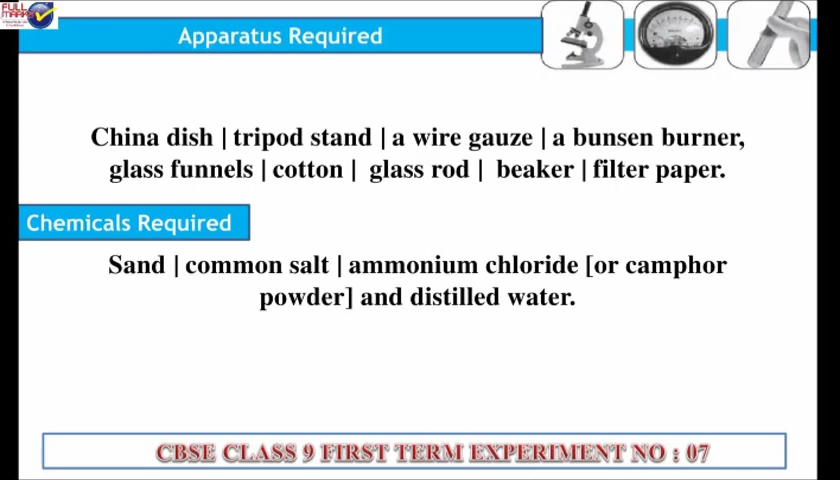 FULL
MARKS
Apparatus Required
China dish | tripod stand | a wire gauze | a bunsen burner,
glass funnels | cotton | glass rod | beaker | filter paper.
Chemicals Required
Sand | common salt | ammonium chloride [or camphor
powder] and distilled water.
CBSE CLASS 9 FIRST TERM EXPERIMENT NO : 07